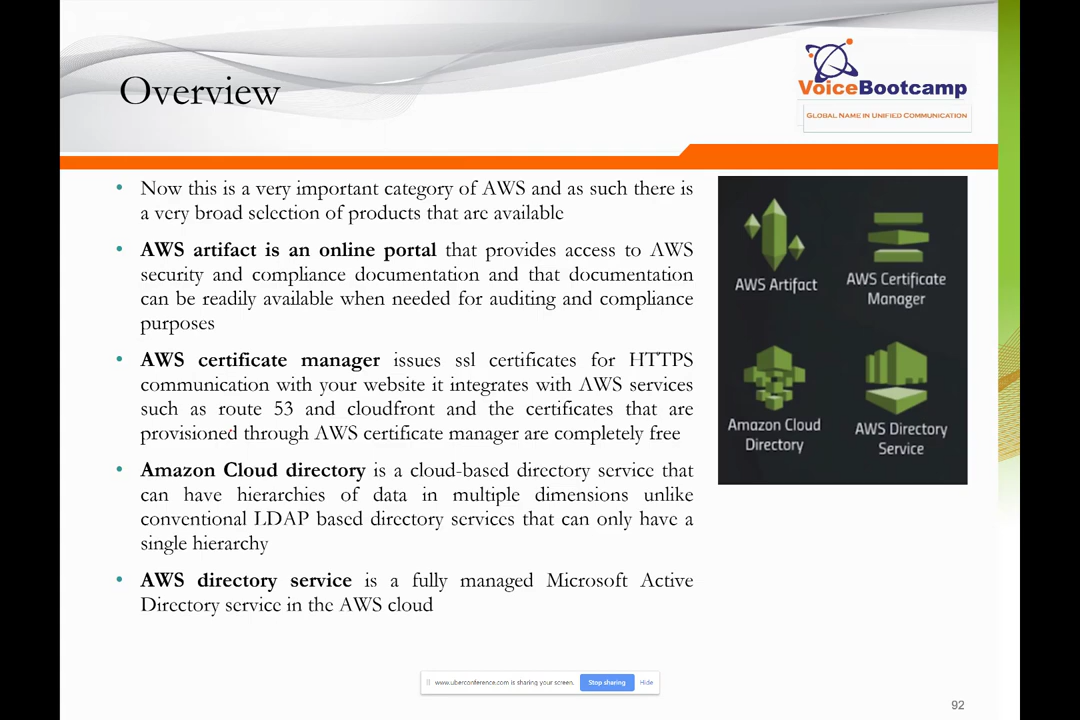 Overview
VoiceBootcamp
GLOBAL NAME IN UNIFIED COMMUNICATION
• Now this is a very important category of AWS and as such there is
a very broad selection of products that are available
• AWS artifact is an online portal that provides access to AWS
security and compliance documentation and that documentation
can be readily available when needed for auditing and compliance
purposes
• AWS certificate manager issues ssl certificates for HTTPS
communication with your website it integrates with AWS services
such as route 53 and cloudfront and the certificates that are
provisioned through AWS certificate manager are completely free
• Amazon Cloud directory is a cloud-based directory service that
can have hierarchies of data in multiple dimensions unlike
conventional LDAP based directory services that can only have a
single hierarchy
• AWS directory service is a fully managed Microsoft Active
Directory service in the AWS cloud
AWS Artifact
AWS Certificate
Manager
Amazon Cloud
Directory
AWS Directory
Service
www.uberconference.com is sharing your screen.
Stop sharing
Hide
92